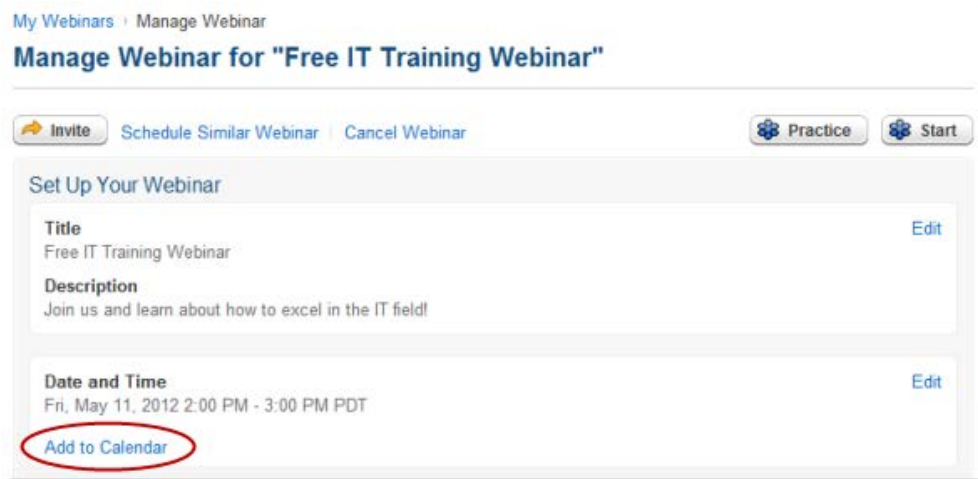 My Webinars › Manage Webinar
Manage Webinar for "Free IT Training Webinar"
Invite Schedule Similar Webinar Cancel Webinar Practice Start
Set Up Your Webinar
Title Edit
Free IT Training Webinar
Description
Join us and learn about how to excel in the IT field!
Date and Time Edit
Fri, May 11, 2012 2:00 PM - 3:00 PM PDT
Add to Calendar